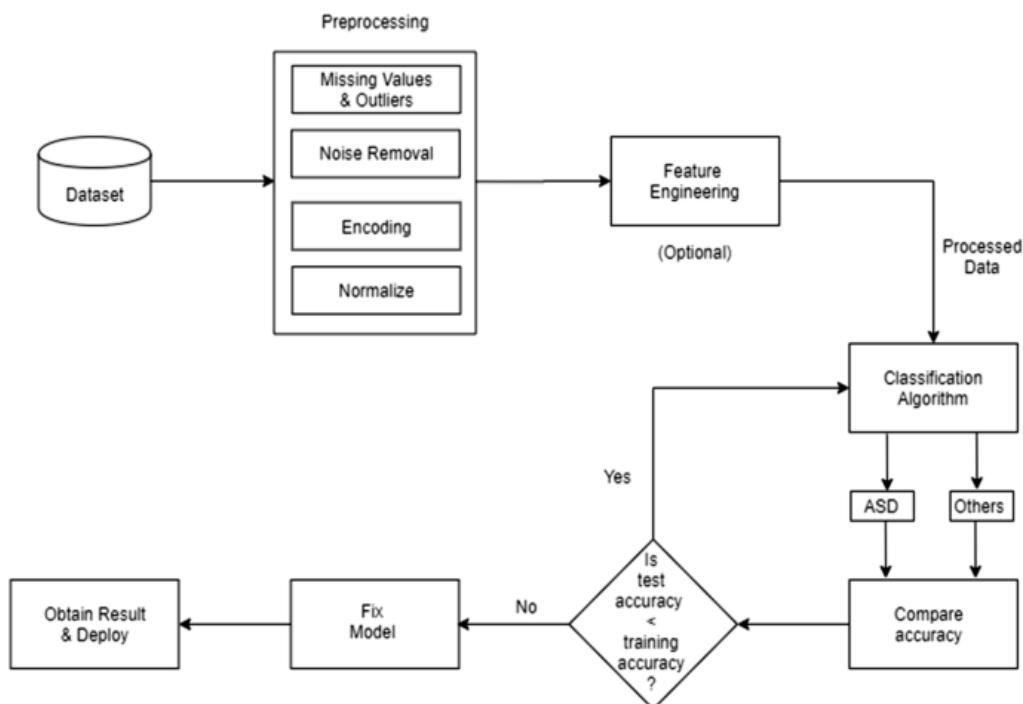 Preprocessing
Missing Values
& Outliers
Noise Removal
Encoding
Normalize
Dataset
Feature
Engineering
(Optional)
Processed
Data
Classification
Algorithm
Yes
ASD
Others
Is
test
accuracy
<
training
accuracy
?
No
Compare
accuracy
Fix
Model
Obtain Result
& Deploy